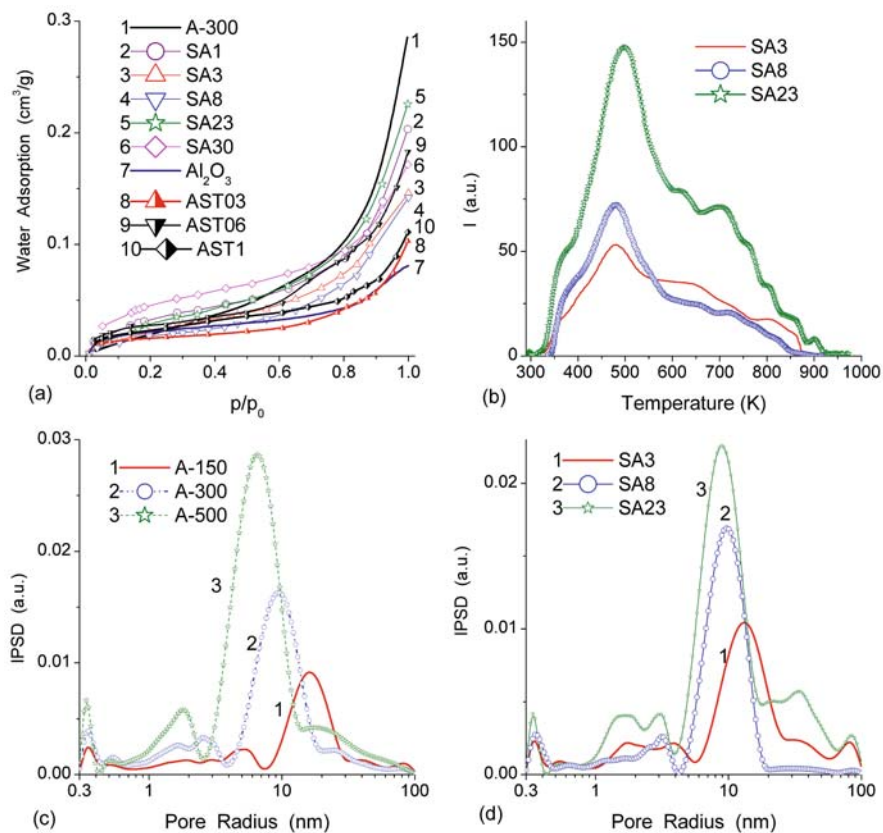 1 A-300
2 SA1
3 SA3
4 SA8
5 SA23
6 SA30
7 Al2O3
8 AST03
9 AST06
10 AST1
0.3
0.2
0.1
0.0
Water Adsorption (cm3/g)
1
5
2
9
6
3
4
10
8
7
0.0 0.2 0.4 0.6 0.8 1.0
p/p0
(a)
SA3
SA8
SA23
150
100
50
0
I (a.u.)
300 400 500 600 700 800 900 1000
Temperature (K)
(b)
1 A-150
2 A-300
3 A-500
0.03
0.02
0.01
0.00
IPSD (a.u.)
3
2
1
0.3 1 10 100
Pore Radius (nm)
(c)
1 SA3
2 SA8
3 SA23
0.02
0.01
0.00
IPSD (a.u.)
3
2
1
0.3 1 10 100
Pore Radius (nm)
(d)